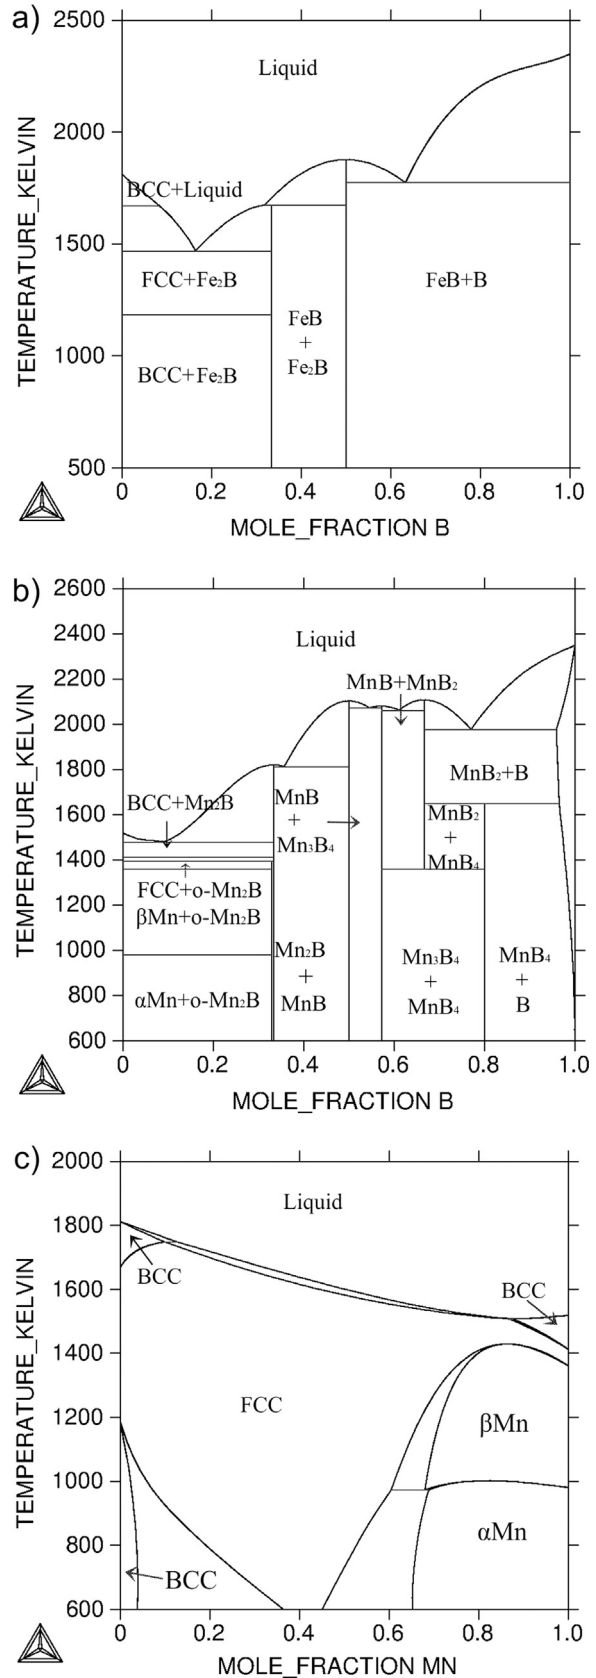 a)
2500
Liquid
2000
BCC+Liquid
1500
FCC+Fe₂B
FeB+B
FeB
+
Fe₂B
1000
BCC+Fe₂B
500
TEMPERATURE_KELVIN
0 0.2 0.4 0.6 0.8 1.0
MOLE_FRACTION B
b)
2600
2400
Liquid
2200
MnB+MnB₂
2000
1800
MnB₂+B
BCC+Mn₂B
MnB
+
Mn₃B₄
1600
MnB₂
+
MnB₄
1400
FCC+o-Mn₂B
1200
βMn+o-Mn₂B
1000
Mn₂B
+
MnB
Mn₃B₄
+
MnB₄
MnB₄
+
B
800
αMn+o-Mn₂B
600
TEMPERATURE_KELVIN
0 0.2 0.4 0.6 0.8 1.0
MOLE_FRACTION B
c)
2000
Liquid
1800
BCC
1600
BCC
1400
FCC
βMn
1200
1000
αMn
800
BCC
600
TEMPERATURE_KELVIN
0 0.2 0.4 0.6 0.8 1.0
MOLE_FRACTION MN